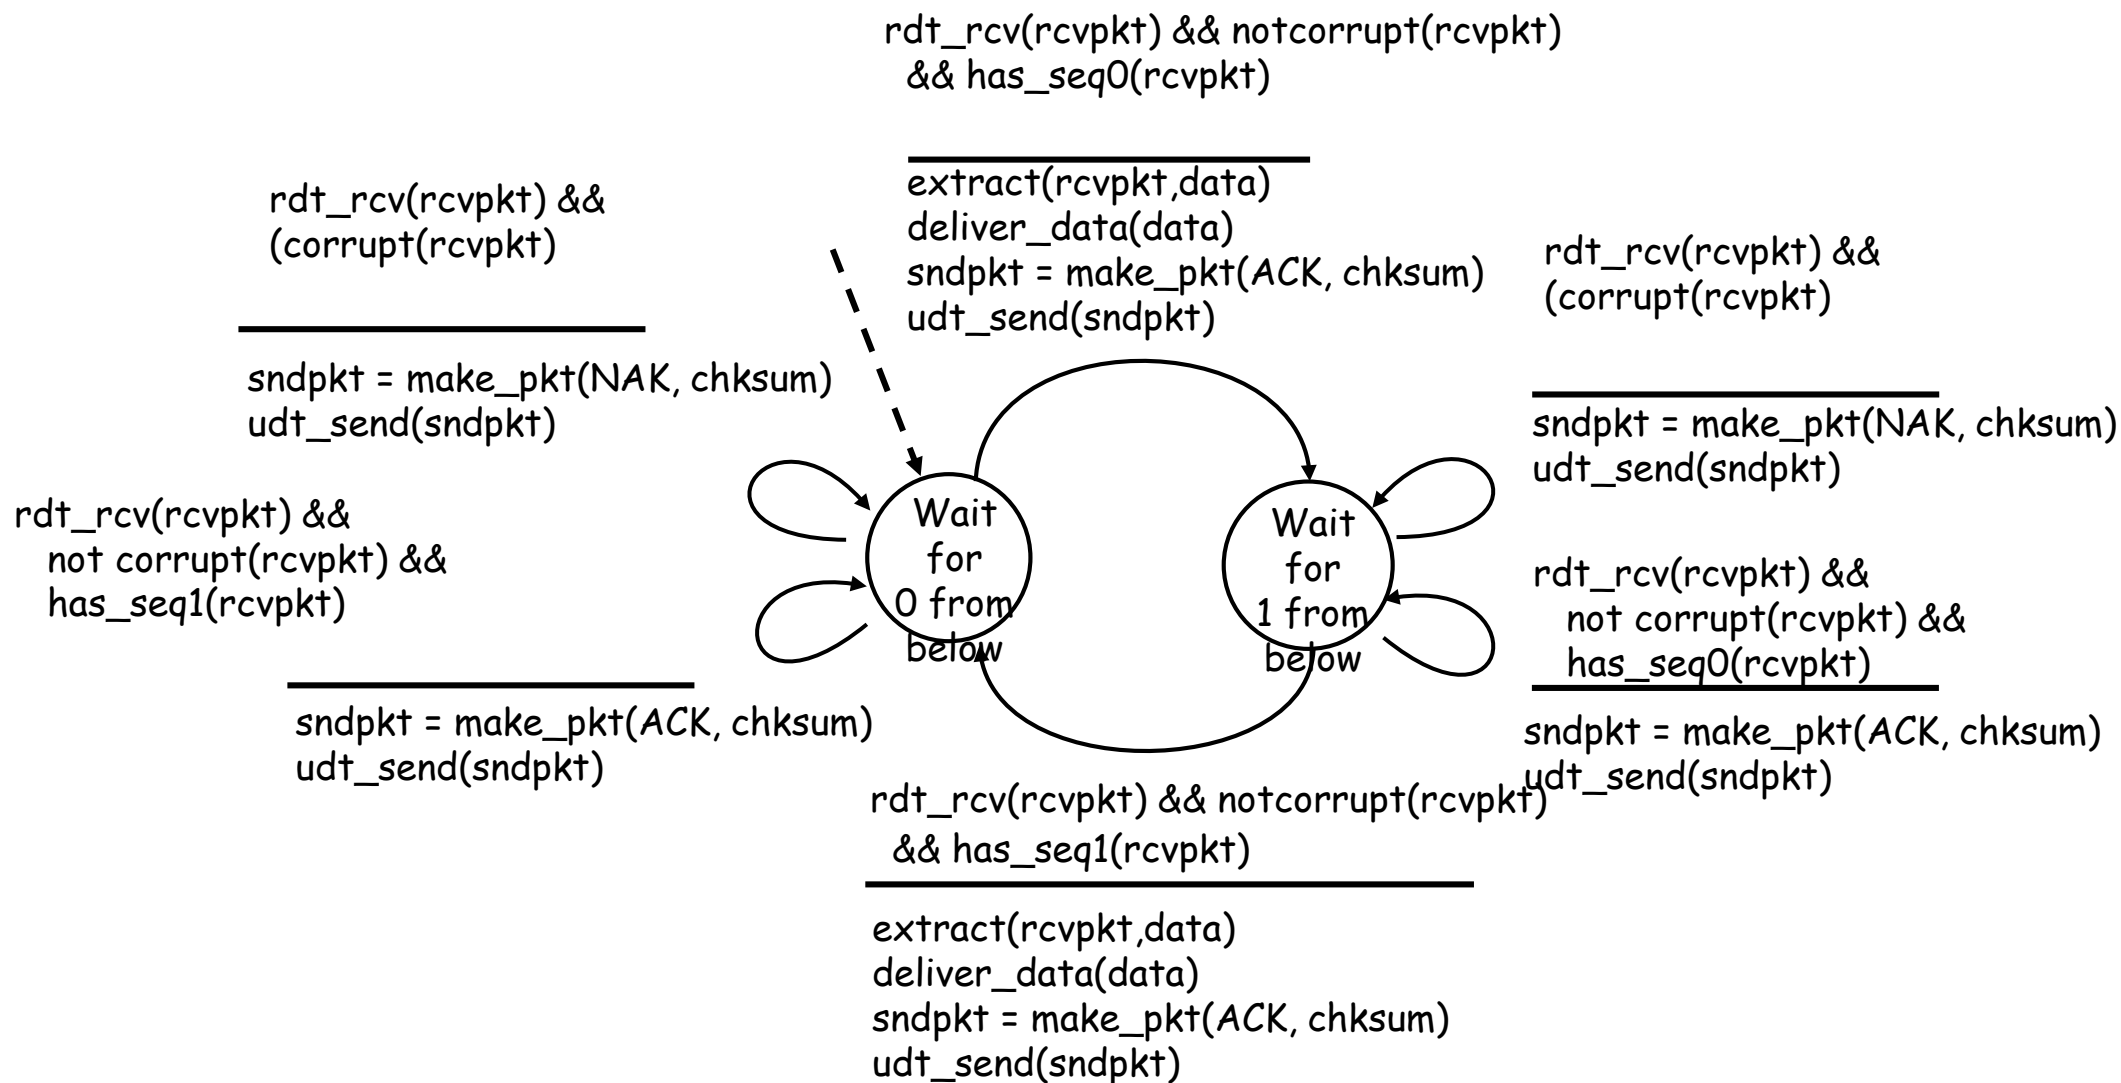 rdt_rcv(rcvpkt) && notcorrupt(rcvpkt)
&& has_seq0(rcvpkt)
extract(rcvpkt,data)
deliver_data(data)
sndpkt = make_pkt(ACK, chksum)
udt_send(sndpkt)
rdt_rcv(rcvpkt) &&
(corrupt(rcvpkt)
sndpkt = make_pkt(NAK, chksum)
udt_send(sndpkt)
rdt_rcv(rcvpkt) &&
not corrupt(rcvpkt) &&
has_seq1(rcvpkt)
sndpkt = make_pkt(ACK, chksum)
udt_send(sndpkt)
Wait
for
0 from
below
Wait
for
1 from
below
rdt_rcv(rcvpkt) &&
(corrupt(rcvpkt)
sndpkt = make_pkt(NAK, chksum)
udt_send(sndpkt)
rdt_rcv(rcvpkt) &&
not corrupt(rcvpkt) &&
has_seq0(rcvpkt)
sndpkt = make_pkt(ACK, chksum)
udt_send(sndpkt)
rdt_rcv(rcvpkt) && notcorrupt(rcvpkt)
&& has_seq1(rcvpkt)
extract(rcvpkt,data)
deliver_data(data)
sndpkt = make_pkt(ACK, chksum)
udt_send(sndpkt)